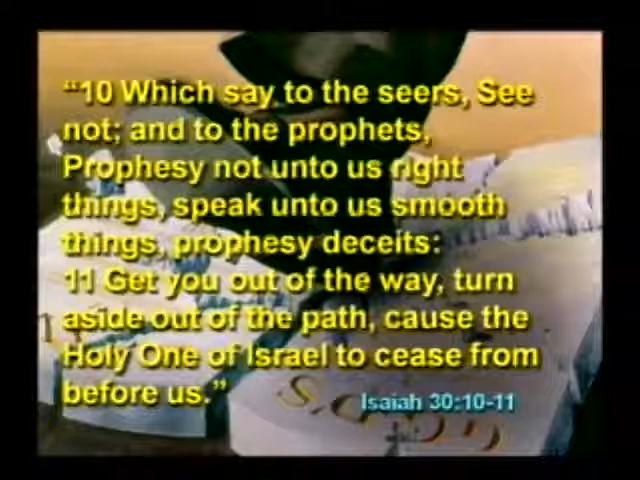 “10 Which say to the seers, See
not; and to the prophets,
Prophesy not unto us right
things, speak unto us smooth
things, prophesy deceits:
11 Get you out of the way, turn
aside out of the path, cause the
Holy One of Israel to cease from
before us.”
Isaiah 30:10-11